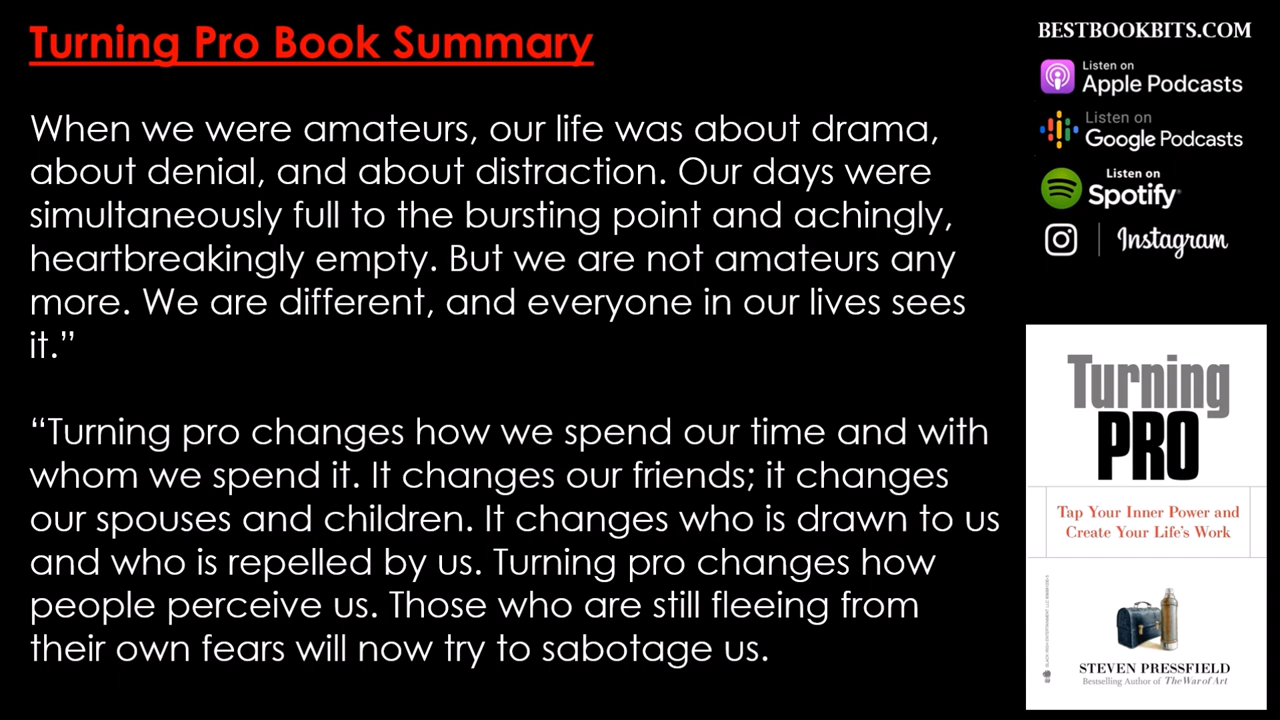 Turning Pro Book Summary
When we were amateurs, our life was about drama,
about denial, and about distraction. Our days were
simultaneously full to the bursting point and achingly,
heartbreakingly empty. But we are not amateurs any
more. We are different, and everyone in our lives sees
it.”
“Turning pro changes how we spend our time and with
whom we spend it. It changes our friends; it changes
our spouses and children. It changes who is drawn to us
and who is repelled by us. Turning pro changes how
people perceive us. Those who are still fleeing from
their own fears will now try to sabotage us.
BESTBOOKBITS.COM
Listen on
Apple Podcasts
Listen on
Google Podcasts
Listen on
Spotify
Instagram
Turning
PRO
Tap Your Inner Power and
Create Your Life's Work
STEVEN PRESSFIELD
Bestselling Author of The War of Art